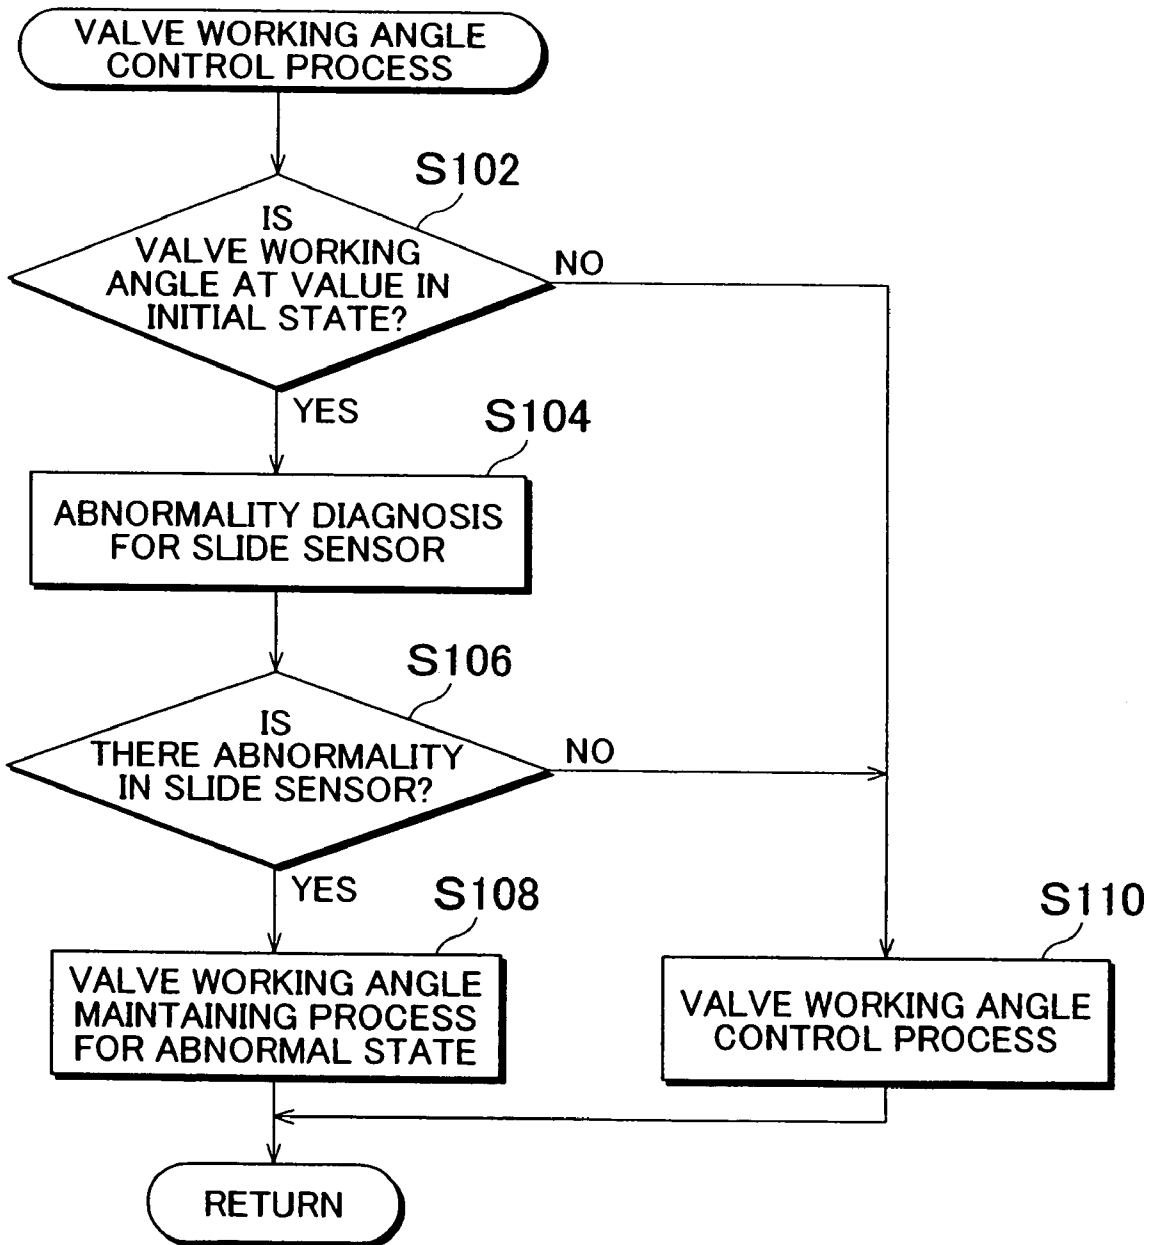 VALVE WORKING ANGLE
CONTROL PROCESS
S102
IS
VALVE WORKING
ANGLE AT VALUE IN
INITIAL STATE?
NO
YES
S104
ABNORMALITY DIAGNOSIS
FOR SLIDE SENSOR
S106
IS
THERE ABNORMALITY
IN SLIDE SENSOR?
NO
YES
S108
VALVE WORKING ANGLE
MAINTAINING PROCESS
FOR ABNORMAL STATE
S110
VALVE WORKING ANGLE
CONTROL PROCESS
RETURN